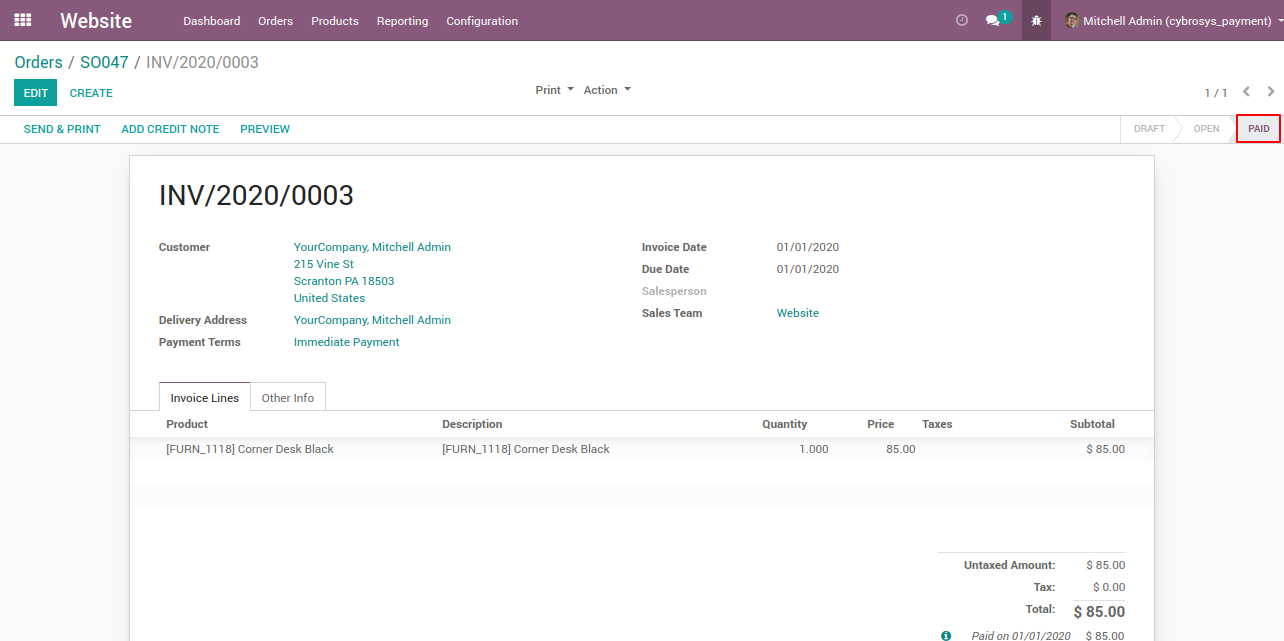 Website Dashboard Orders Products Reporting Configuration 1 Mitchell Admin (cybrosys_payment)
Orders / SO047 / INV/2020/0003
EDIT CREATE Print Action 1 / 1
SEND & PRINT ADD CREDIT NOTE PREVIEW DRAFT OPEN PAID
INV/2020/0003
Customer YourCompany, Mitchell Admin Invoice Date 01/01/2020
215 Vine St
Due Date 01/01/2020
Scranton PA 18503
Salesperson
United States
Sales Team Website
Delivery Address YourCompany, Mitchell Admin
Payment Terms Immediate Payment
Invoice Lines Other Info
Product Description Quantity Price Taxes Subtotal
[FURN_1118] Corner Desk Black [FURN_1118] Corner Desk Black 1.000 85.00 $ 85.00
Untaxed Amount: $ 85.00
Tax: $ 0.00
Total: $ 85.00
Paid on 01/01/2020 $ 85.00